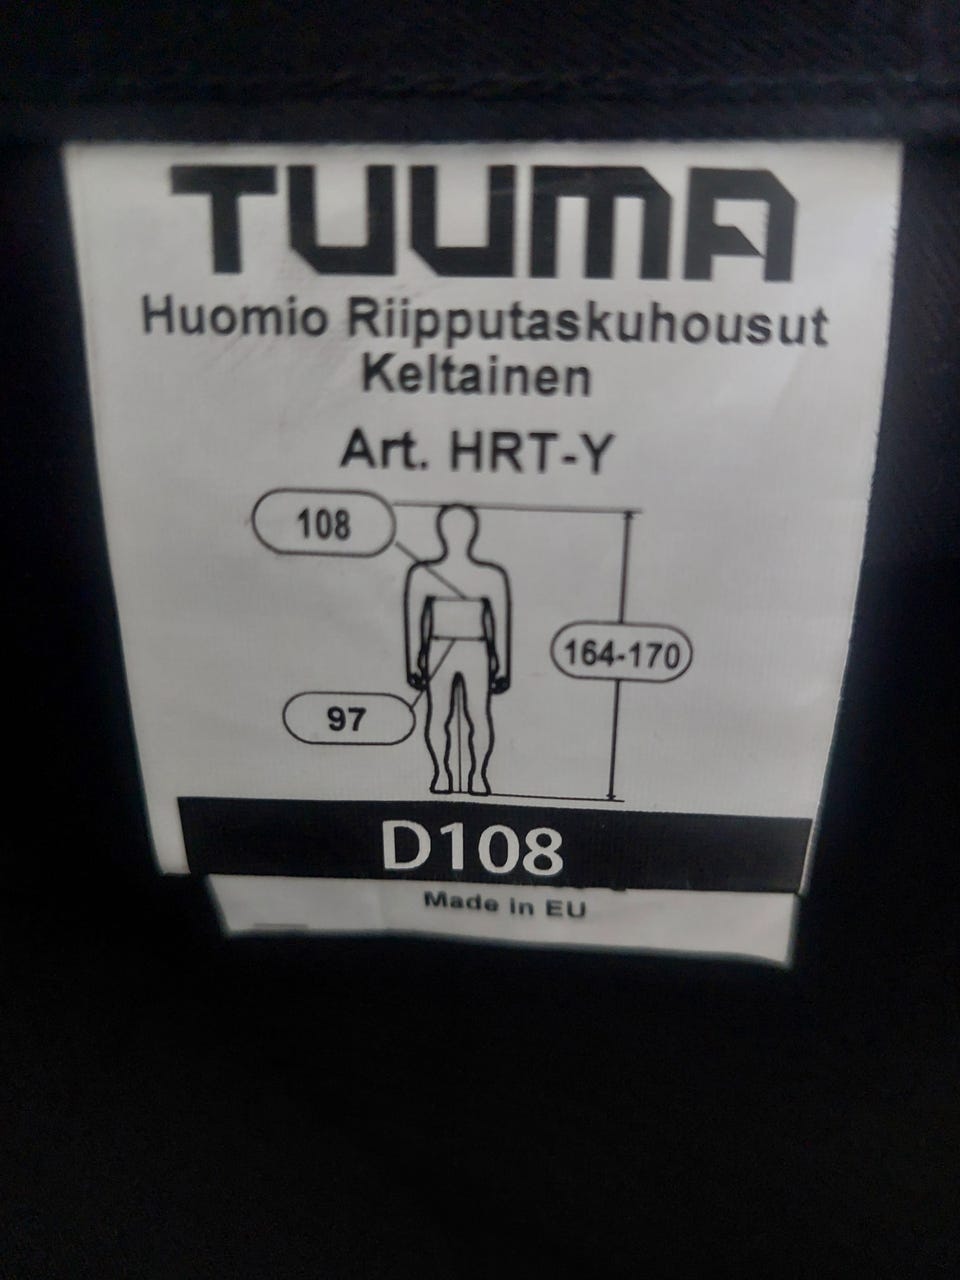 TUUMA
Huomio Riipputaskuhousut
Keltainen
Art. HRT-Y
108
164-170
97
D108
Made in EU